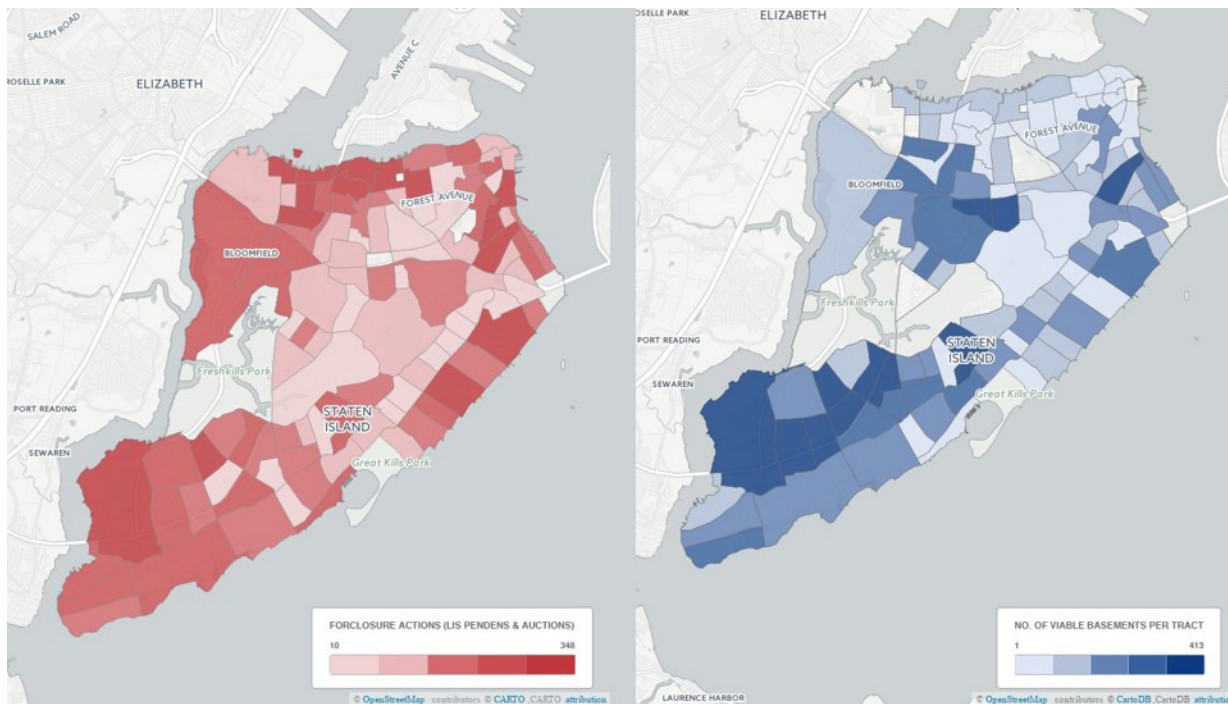 SALEM ROAD
ROSELLE PARK
ELIZABETH
AVENUE C
FOREST AVENUE
BLOOMFIELD
Freshkills Park
PORT READING
STATEN
ISLAND
SEWAREN
Great Kills Park
FORCLOSURE ACTIONS (LIS PENDENS & AUCTIONS)
10 348
© OpenStreetMap contributors © CARTO ,CARTO attribution
ELIZABETH
FOREST AVENUE
BLOOMFIELD
Freshkills Park
PORT READING
STATEN
ISLAND
SEWAREN
Great Kills Park
NO. OF VIABLE BASEMENTS PER TRACT
1 413
LAURENCE HARBOR
© OpenStreetMap contributors © CartoDB ,CartoDB attribution